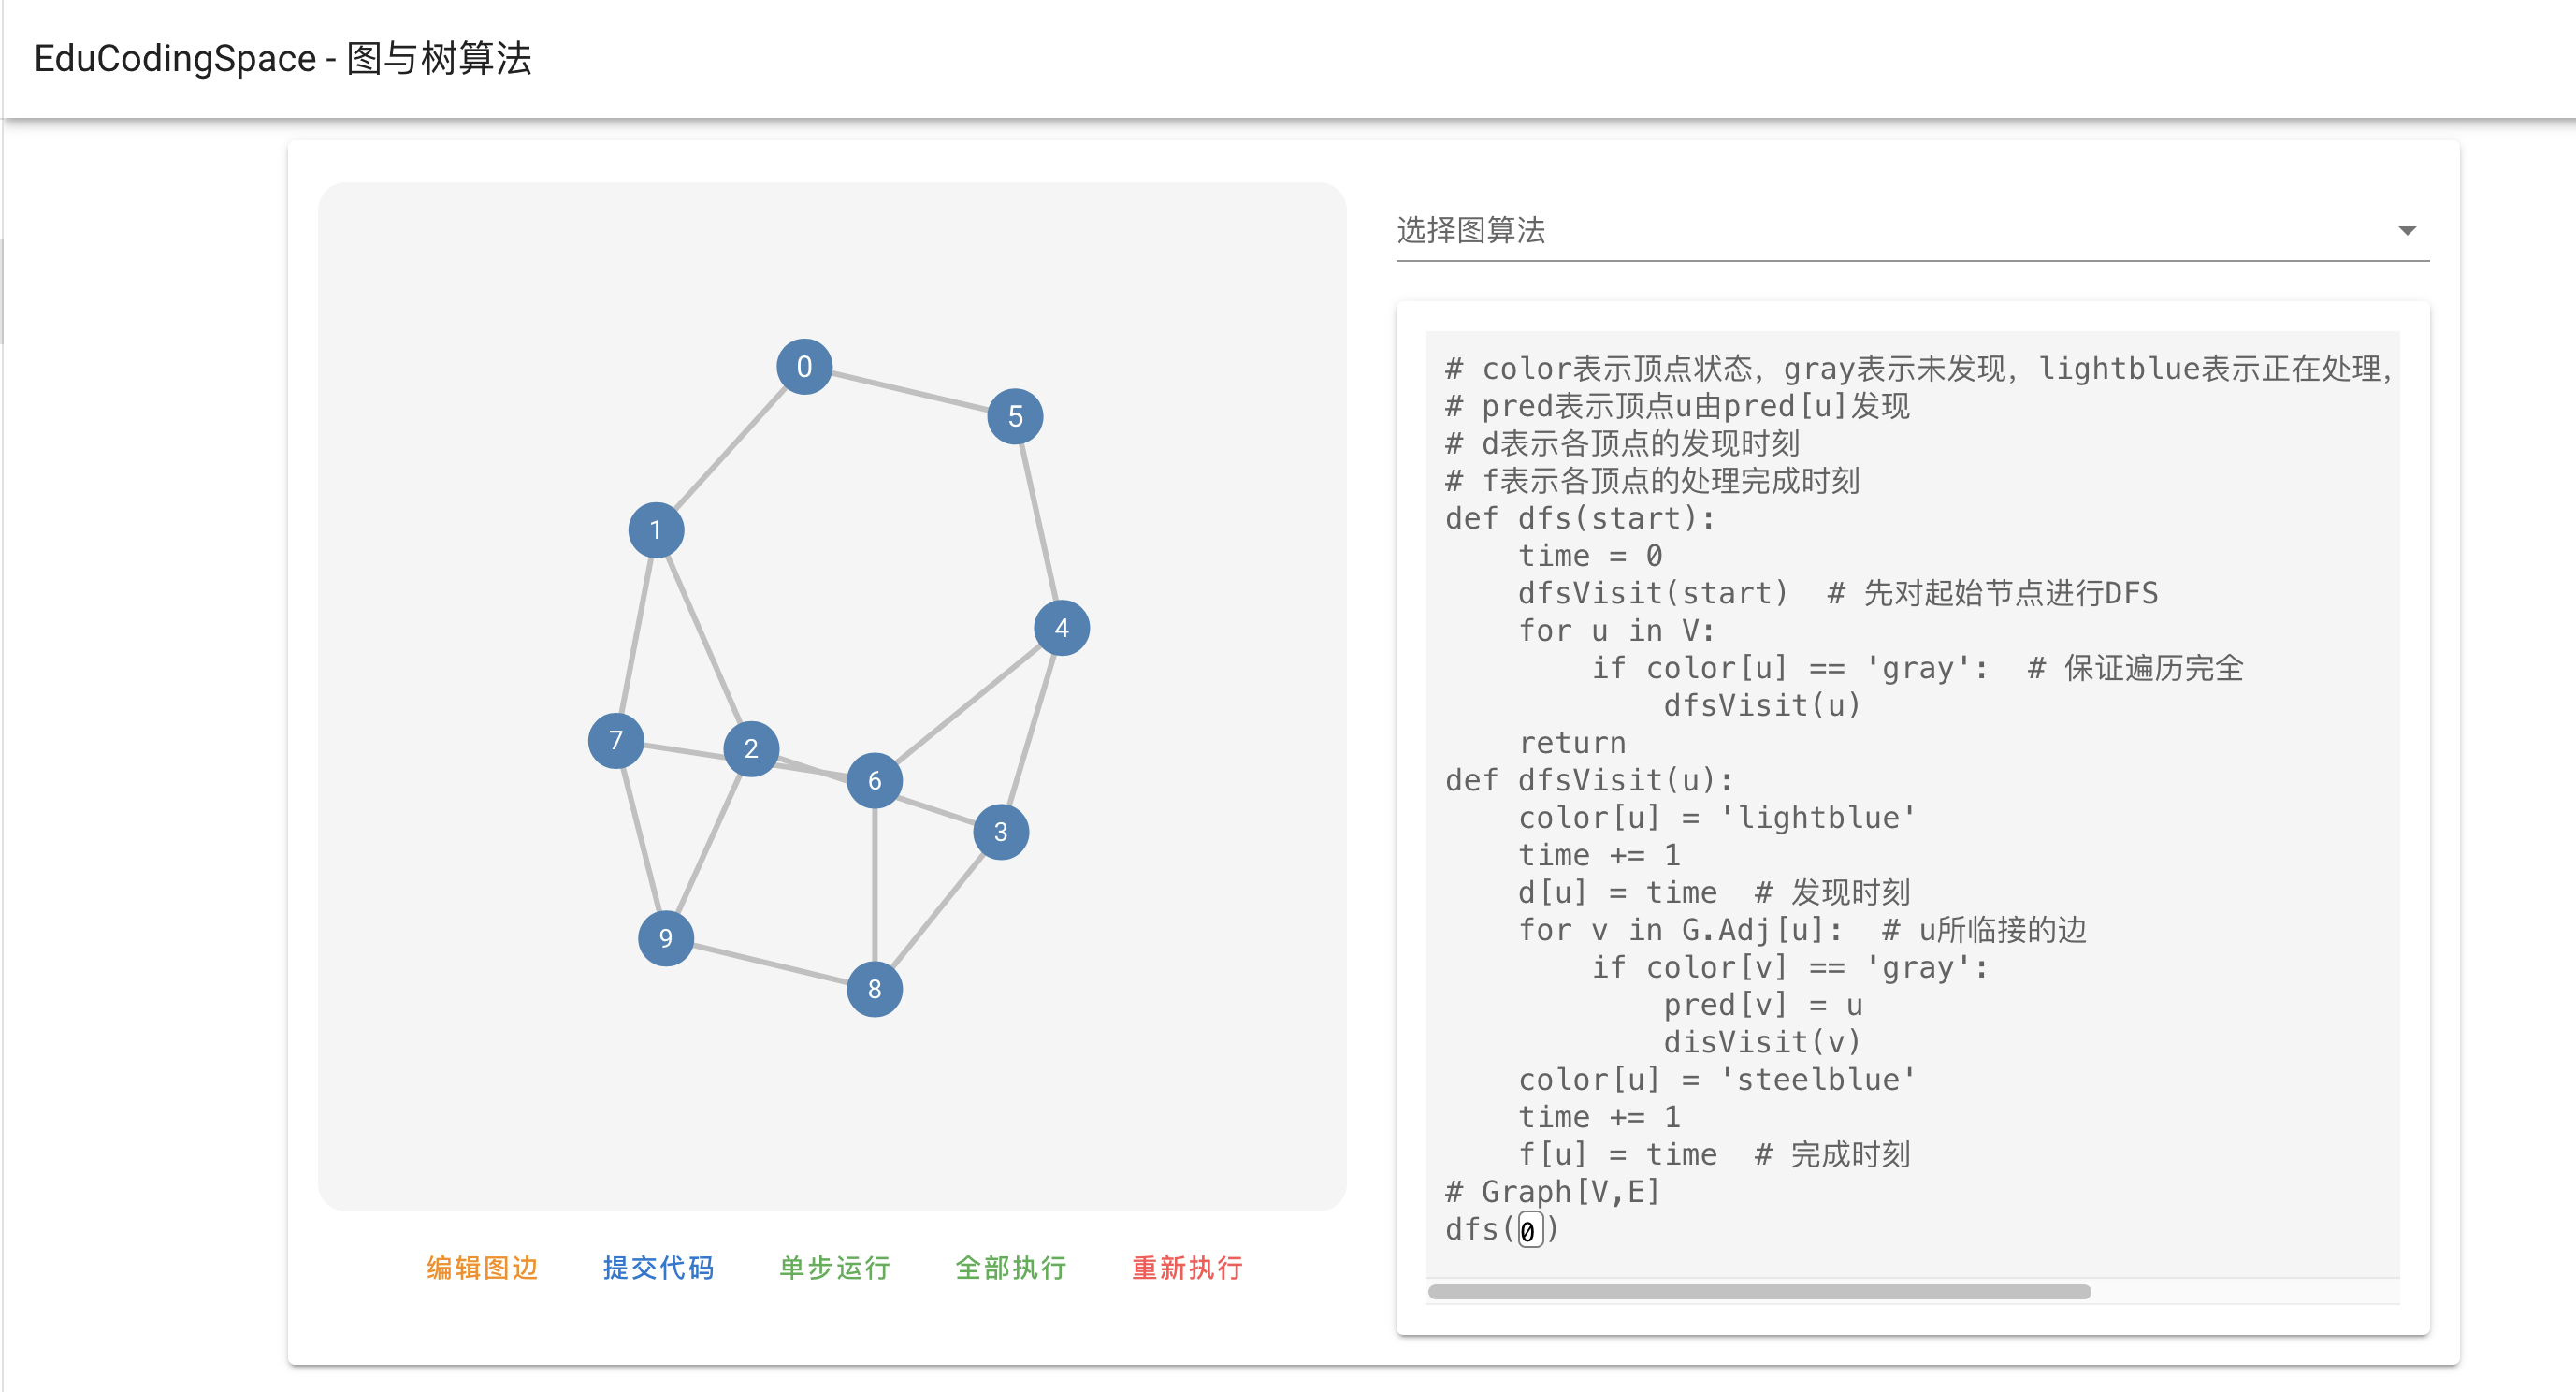 EduCodingSpace - 图与树算法
选择图算法
0
5
1
4
7
2
6
3
9
8
# color表示顶点状态，gray表示未发现，lightblue表示正在处理，
# pred表示顶点u由pred[u]发现
# d表示各顶点的发现时刻
# f表示各顶点的处理完成时刻
def dfs(start):
    time = 0
    dfsVisit(start)  # 先对起始节点进行DFS
    for u in V:
        if color[u] == 'gray':  # 保证遍历完全
            dfsVisit(u)
    return
def dfsVisit(u):
    color[u] = 'lightblue'
    time += 1
    d[u] = time  # 发现时刻
    for v in G.Adj[u]:  # u所临接的边
        if color[v] == 'gray':
            pred[v] = u
            disVisit(v)
    color[u] = 'steelblue'
    time += 1
    f[u] = time  # 完成时刻
# Graph[V,E]
dfs(0)
编辑图边 提交代码 单步运行 全部执行 重新执行